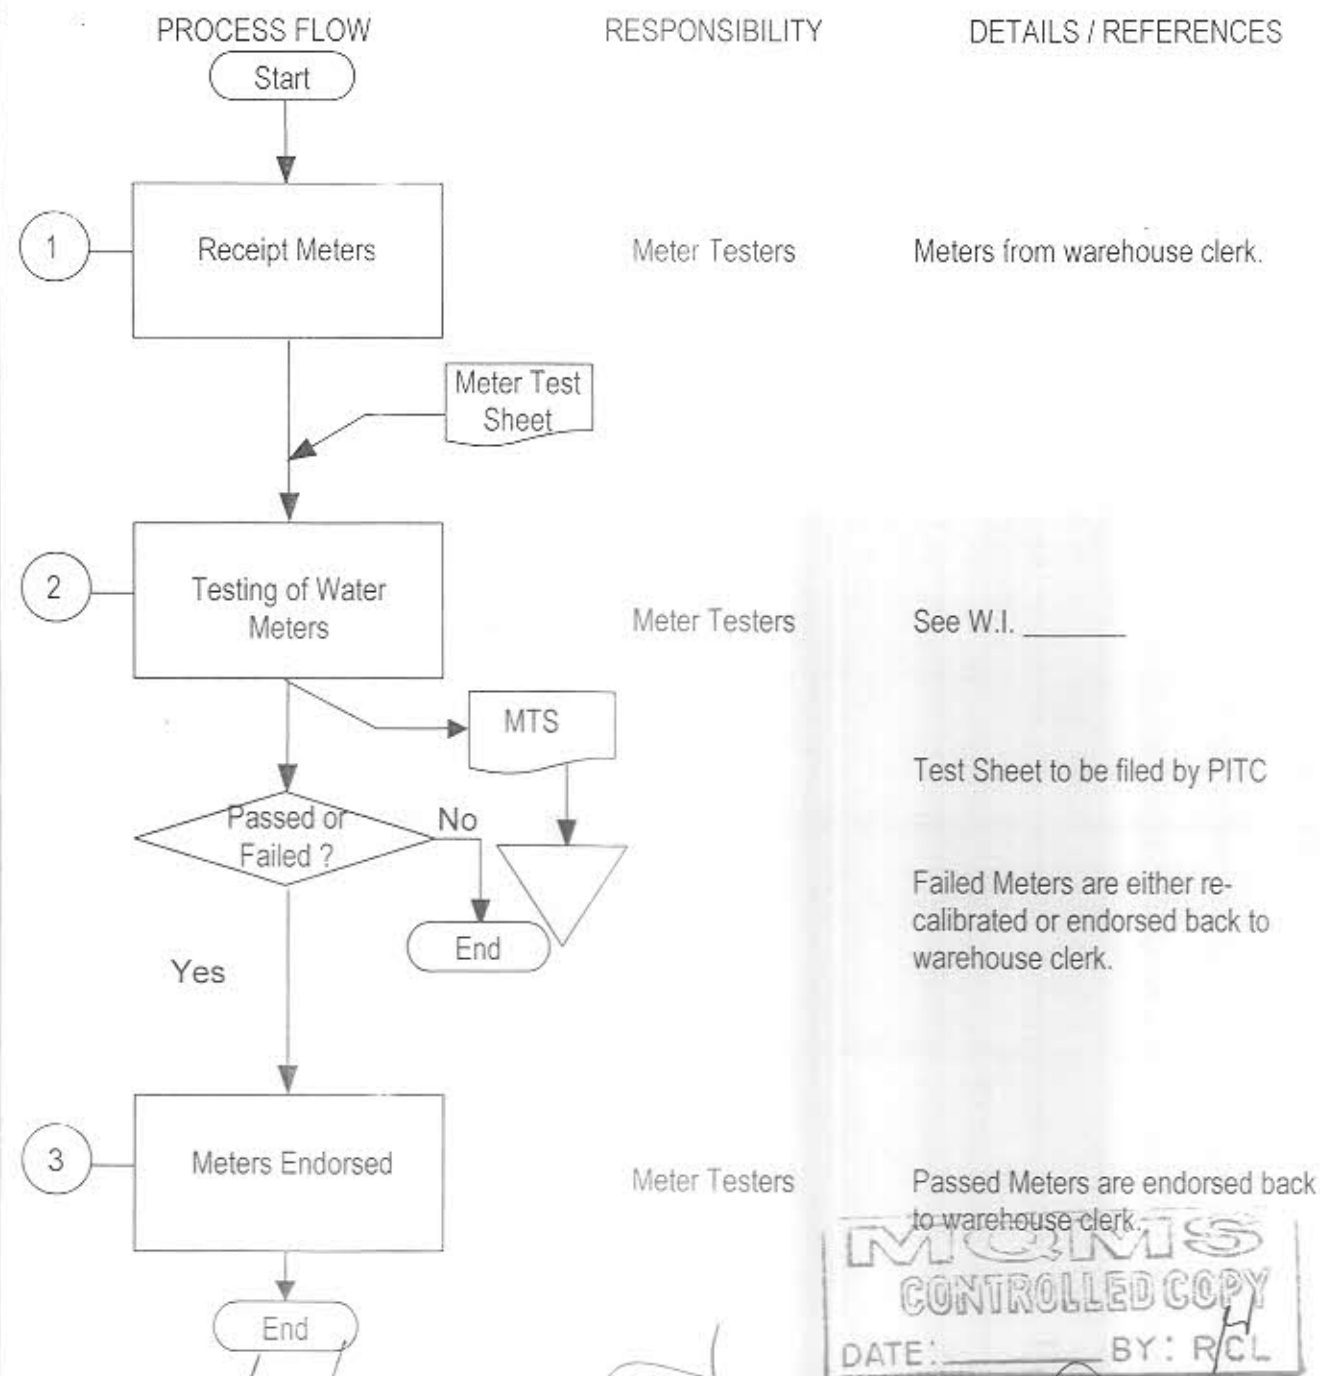 PROCESS FLOW
RESPONSIBILITY
DETAILS / REFERENCES
Start
1
Receipt Meters
Meter Testers
Meters from warehouse clerk.
Meter Test
Sheet
2
Testing of Water
Meters
Meter Testers
See W.I. ________
MTS
Test Sheet to be filed by PITC
Passed or
Failed ?
No
Failed Meters are either re-
calibrated or endorsed back to
warehouse clerk.
End
Yes
3
Meters Endorsed
Meter Testers
Passed Meters are endorsed back
to warehouse clerk.
MQMS
CONTROLLED COPY
DATE: ________ BY: RCL
End